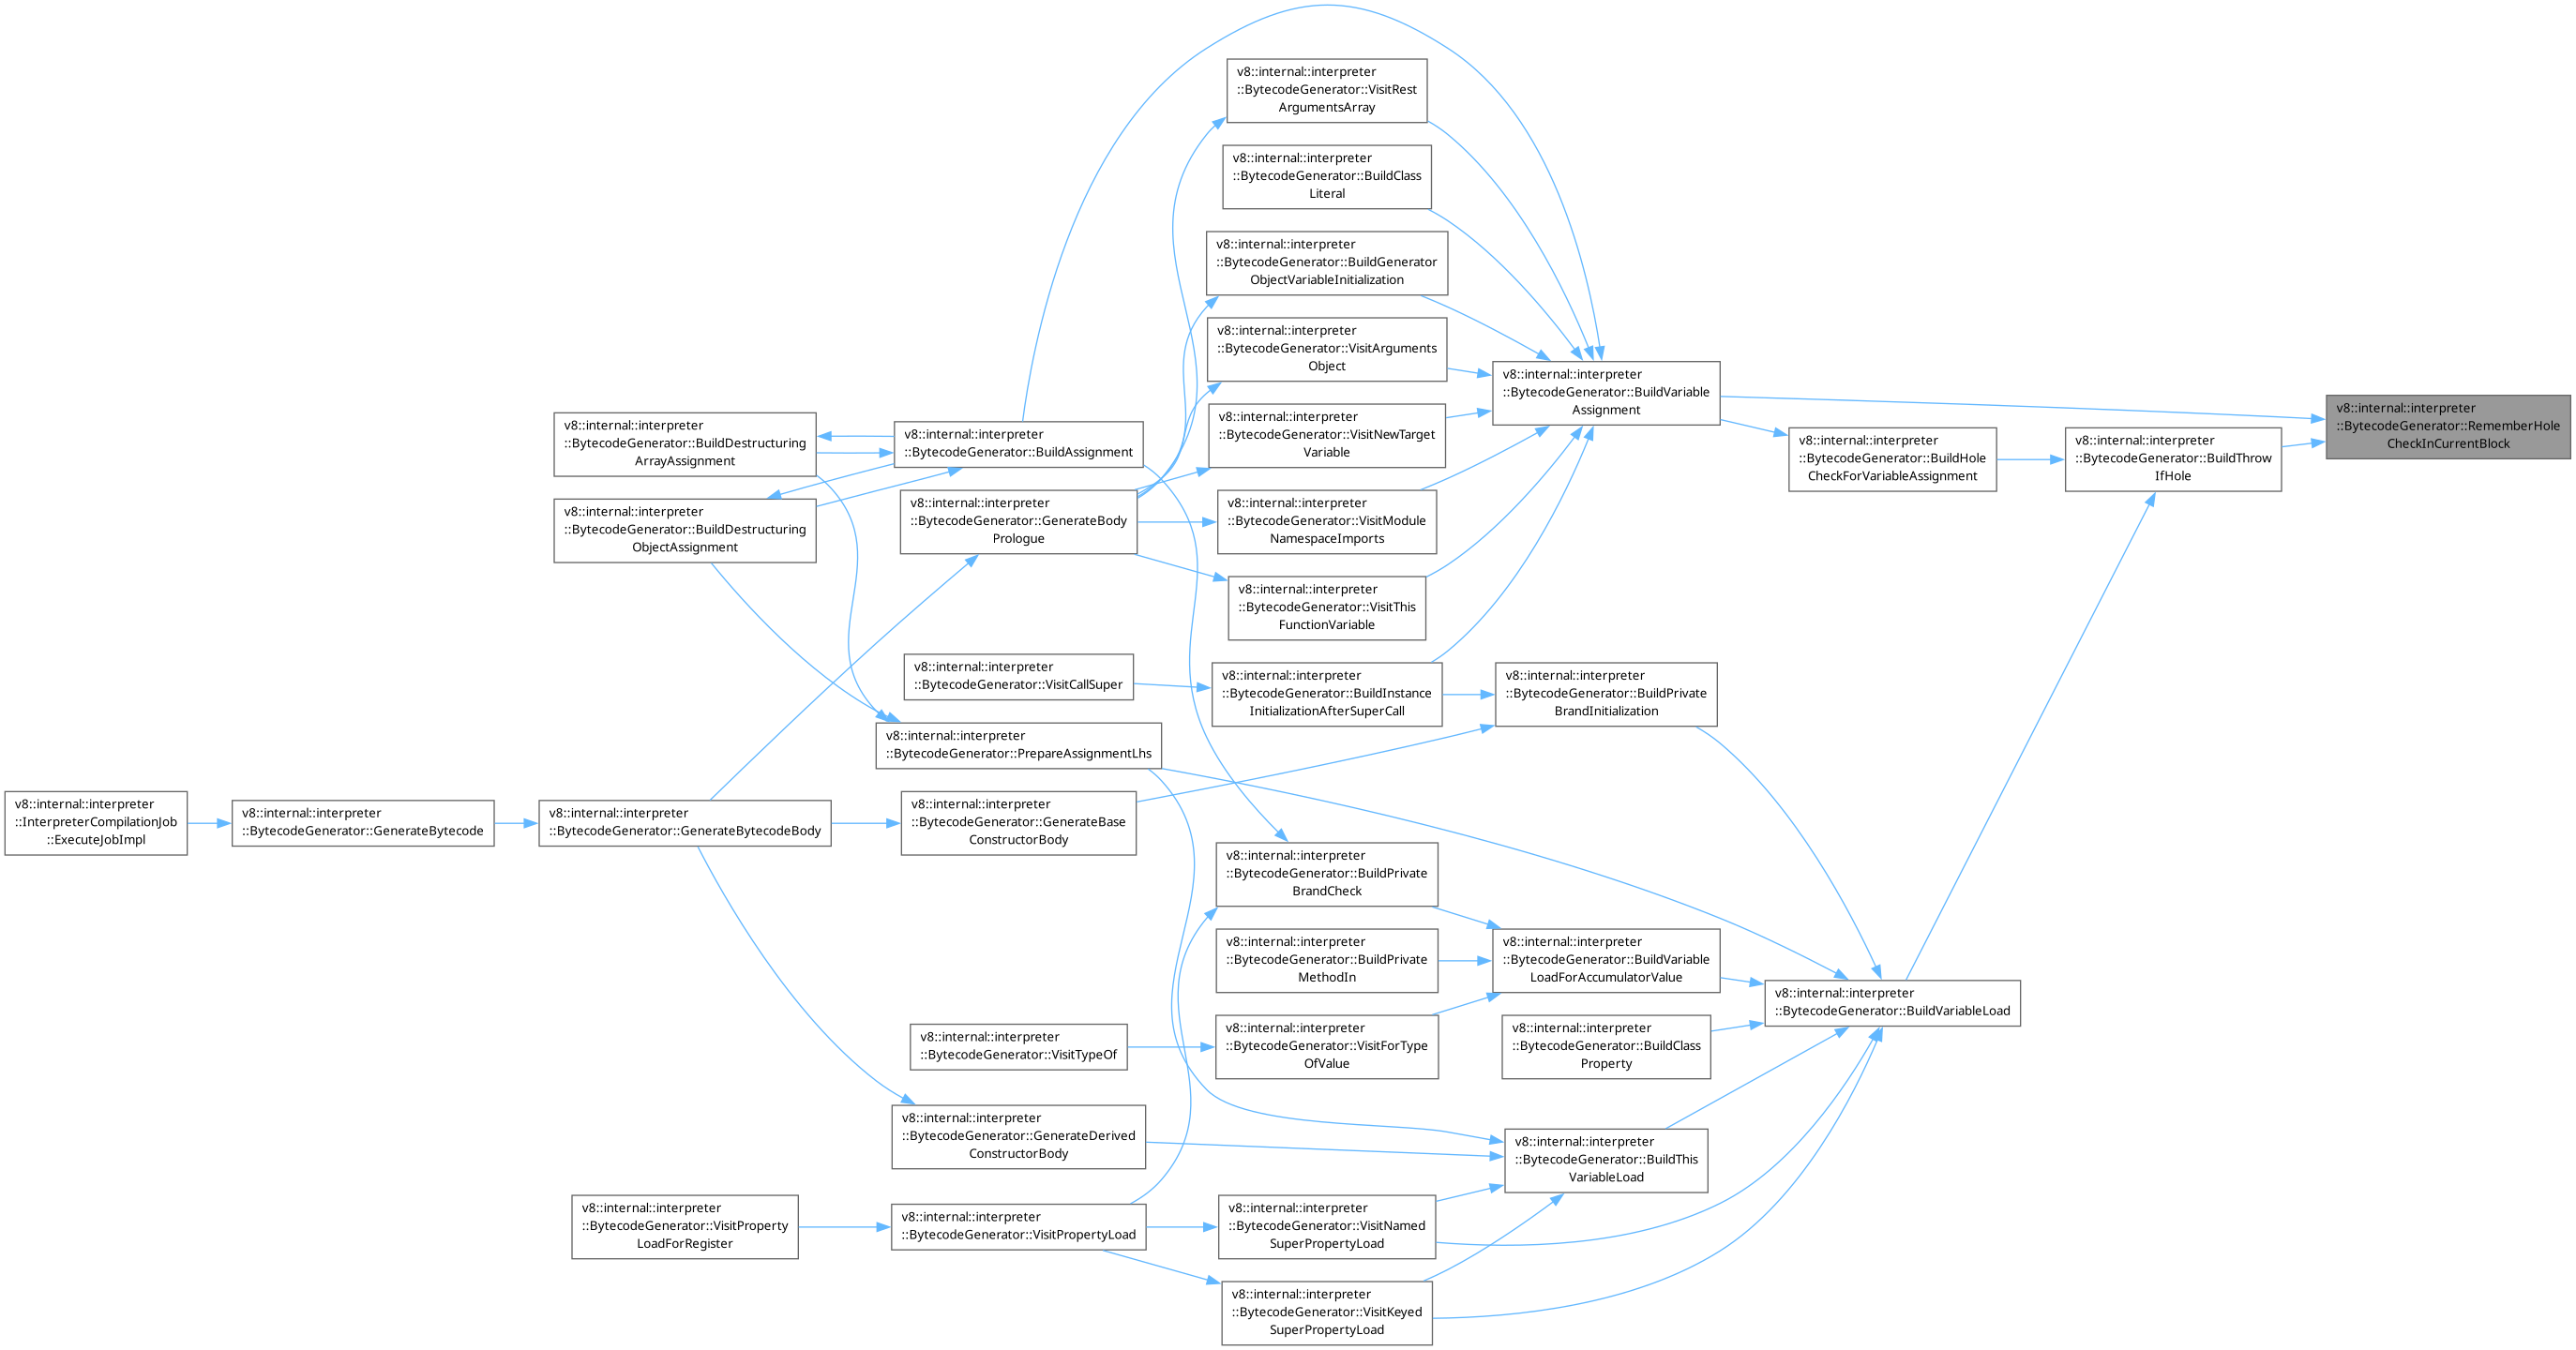 v8::internal::interpreter
::BytecodeGenerator::VisitRest
ArgumentsArray
v8::internal::interpreter
::BytecodeGenerator::BuildClass
Literal
v8::internal::interpreter
::BytecodeGenerator::BuildGenerator
ObjectVariableInitialization
v8::internal::interpreter
::BytecodeGenerator::VisitArguments
Object
v8::internal::interpreter
::BytecodeGenerator::BuildVariable
Assignment
v8::internal::interpreter
::BytecodeGenerator::RememberHole
CheckInCurrentBlock
v8::internal::interpreter
::BytecodeGenerator::VisitNewTarget
Variable
v8::internal::interpreter
::BytecodeGenerator::BuildDestructuring
ArrayAssignment
v8::internal::interpreter
::BytecodeGenerator::BuildAssignment
v8::internal::interpreter
::BytecodeGenerator::BuildHole
CheckForVariableAssignment
v8::internal::interpreter
::BytecodeGenerator::BuildThrow
IfHole
v8::internal::interpreter
::BytecodeGenerator::BuildDestructuring
ObjectAssignment
v8::internal::interpreter
::BytecodeGenerator::GenerateBody
Prologue
v8::internal::interpreter
::BytecodeGenerator::VisitModule
NamespaceImports
v8::internal::interpreter
::BytecodeGenerator::VisitThis
FunctionVariable
v8::internal::interpreter
::BytecodeGenerator::VisitCallSuper
v8::internal::interpreter
::BytecodeGenerator::BuildInstance
InitializationAfterSuperCall
v8::internal::interpreter
::BytecodeGenerator::BuildPrivate
BrandInitialization
v8::internal::interpreter
::BytecodeGenerator::PrepareAssignmentLhs
v8::internal::interpreter
::InterpreterCompilationJob
::ExecuteJobImpl
v8::internal::interpreter
::BytecodeGenerator::GenerateBytecode
v8::internal::interpreter
::BytecodeGenerator::GenerateBytecodeBody
v8::internal::interpreter
::BytecodeGenerator::GenerateBase
ConstructorBody
v8::internal::interpreter
::BytecodeGenerator::BuildPrivate
BrandCheck
v8::internal::interpreter
::BytecodeGenerator::BuildPrivate
MethodIn
v8::internal::interpreter
::BytecodeGenerator::BuildVariable
LoadForAccumulatorValue
v8::internal::interpreter
::BytecodeGenerator::BuildVariableLoad
v8::internal::interpreter
::BytecodeGenerator::VisitTypeOf
v8::internal::interpreter
::BytecodeGenerator::VisitForType
OfValue
v8::internal::interpreter
::BytecodeGenerator::BuildClass
Property
v8::internal::interpreter
::BytecodeGenerator::GenerateDerived
ConstructorBody
v8::internal::interpreter
::BytecodeGenerator::BuildThis
VariableLoad
v8::internal::interpreter
::BytecodeGenerator::VisitProperty
LoadForRegister
v8::internal::interpreter
::BytecodeGenerator::VisitPropertyLoad
v8::internal::interpreter
::BytecodeGenerator::VisitNamed
SuperPropertyLoad
v8::internal::interpreter
::BytecodeGenerator::VisitKeyed
SuperPropertyLoad